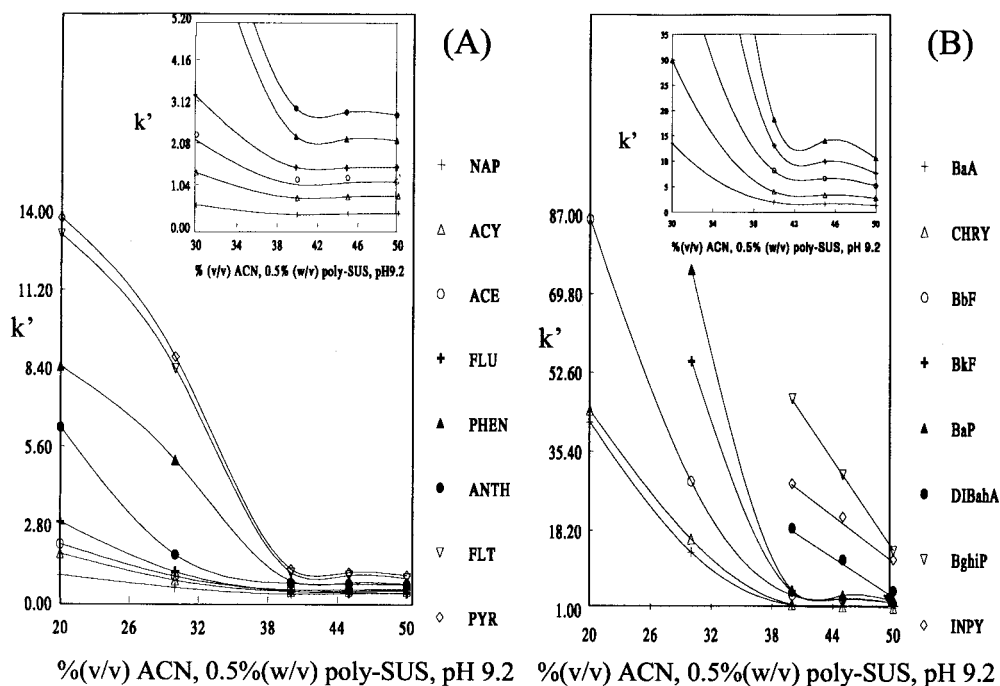 (A)
5.20
4.16
3.12
2.08
1.04
0.00
k’
30 34 38 42 46 50
% (v/v) ACN, 0.5% (w/v) poly-SUS, pH9.2
14.00
11.20
8.40
5.60
2.80
0.00
k’
20 26 32 38 44 50
%(v/v) ACN, 0.5%(w/v) poly-SUS, pH 9.2
NAP
ACY
ACE
FLU
PHEN
ANTH
FLT
PYR
(B)
35
30
25
20
15
10
5
0
k’
30 34 38 42 46 50
%(v/v) ACN, 0.5%(w/v) poly-SUS, pH 9.2
87.00
69.80
52.60
35.40
18.20
1.00
k’
20 26 32 38 44 50
%(v/v) ACN, 0.5%(w/v) poly-SUS, pH 9.2
BaA
CHRY
BbF
BkF
BaP
DIBahA
BghiP
INPY